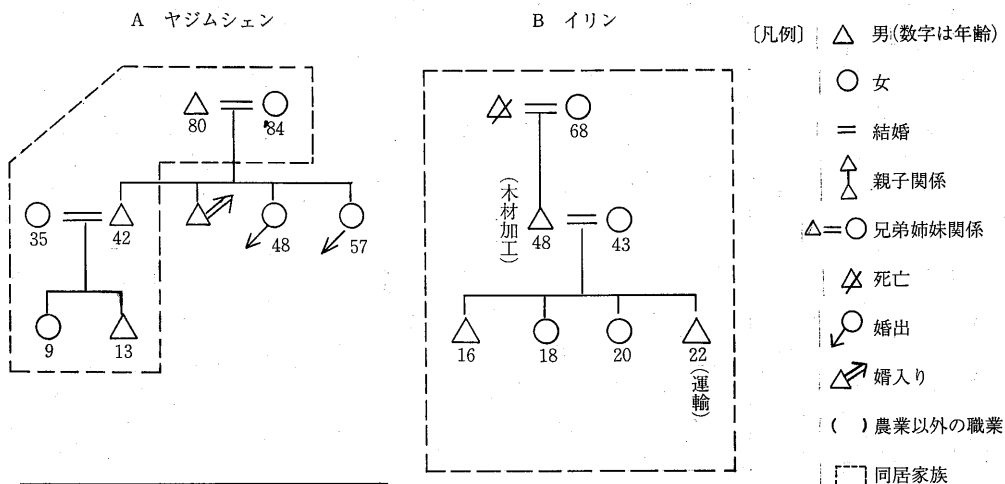 A ヤジムシェン
80
84
35
42
48
57
9
13
B イリン
68
(木材加工)
48
43
16
18
20
22
(運輸)
〔凡例〕
男(数字は年齢)
女
結婚
親子関係
兄弟姉妹関係
死亡
婚出
婿入り
( ) 農業以外の職業
同居家族